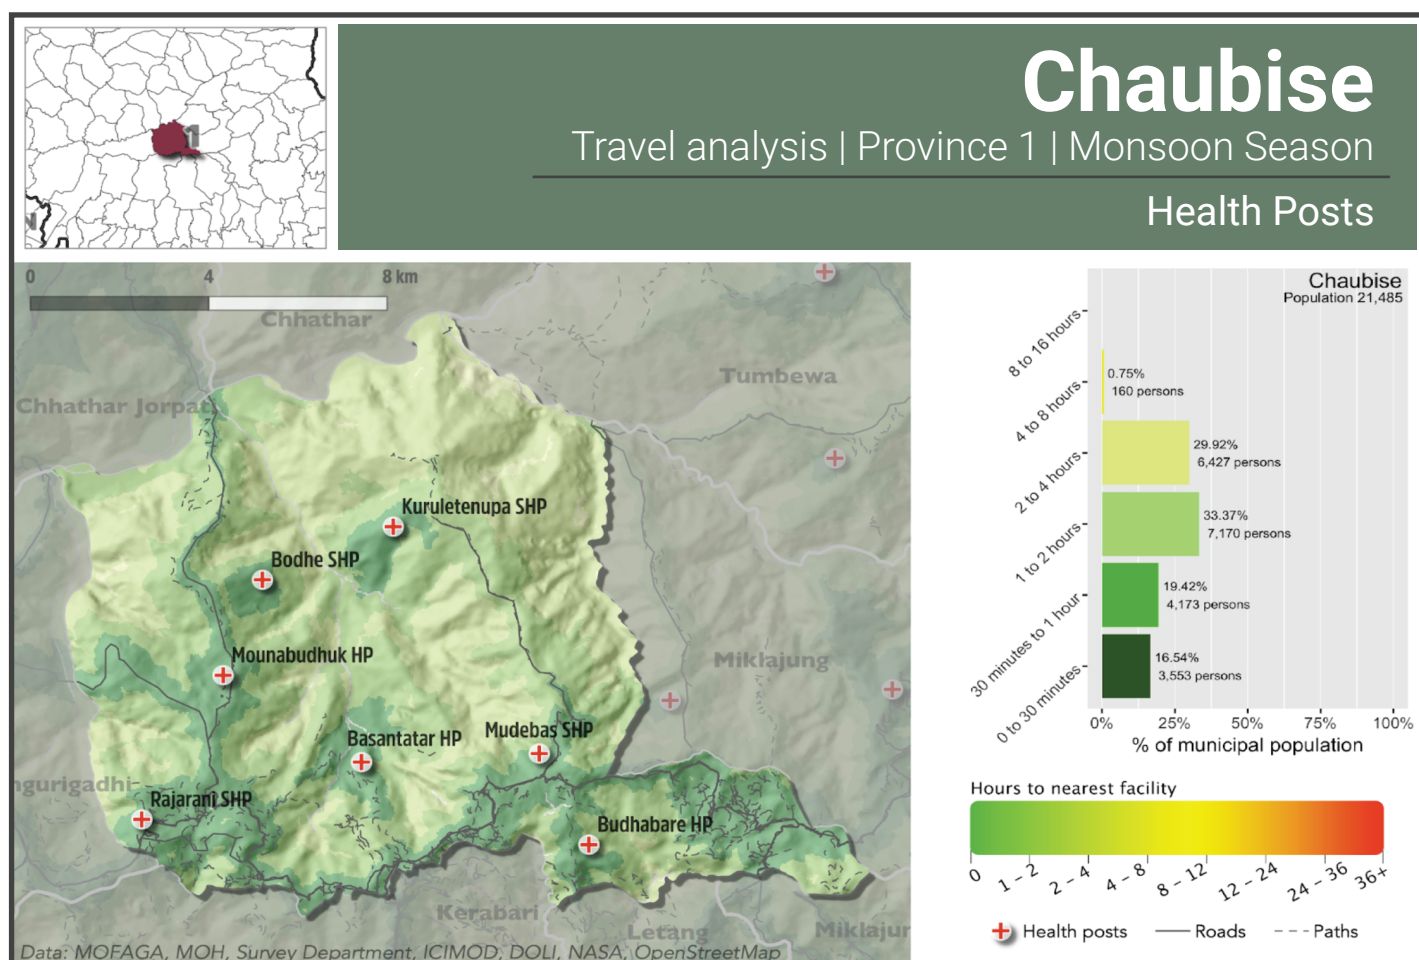 1
Chaubise
Travel analysis | Province 1 | Monsoon Season
Health Posts
0 4 8 km
Chhathar
Tumbewa
Chhathar Jorpati
Kuruletenupa SHP
Bodhe SHP
Mounabudhuk HP
Miklajung
Basantatar HP
Mudebas SHP
ngurigadhi
Rajarani SHP
Budhabare HP
Kerabari
Letang
Miklajun
Data: MOFAGA, MOH, Survey Department, ICIMOD, DOLI, NASA, OpenStreetMap
Chaubise
Population 21,485
8 to 16 hours
4 to 8 hours
0.75%
160 persons
2 to 4 hours
29.92%
6,427 persons
1 to 2 hours
33.37%
7,170 persons
30 minutes to 1 hour
19.42%
4,173 persons
0 to 30 minutes
16.54%
3,553 persons
0% 25% 50% 75% 100%
% of municipal population
Hours to nearest facility
0 1 - 2 2 - 4 4 - 8 8 - 12 12 - 24 24 - 36 36+
Health posts Roads Paths